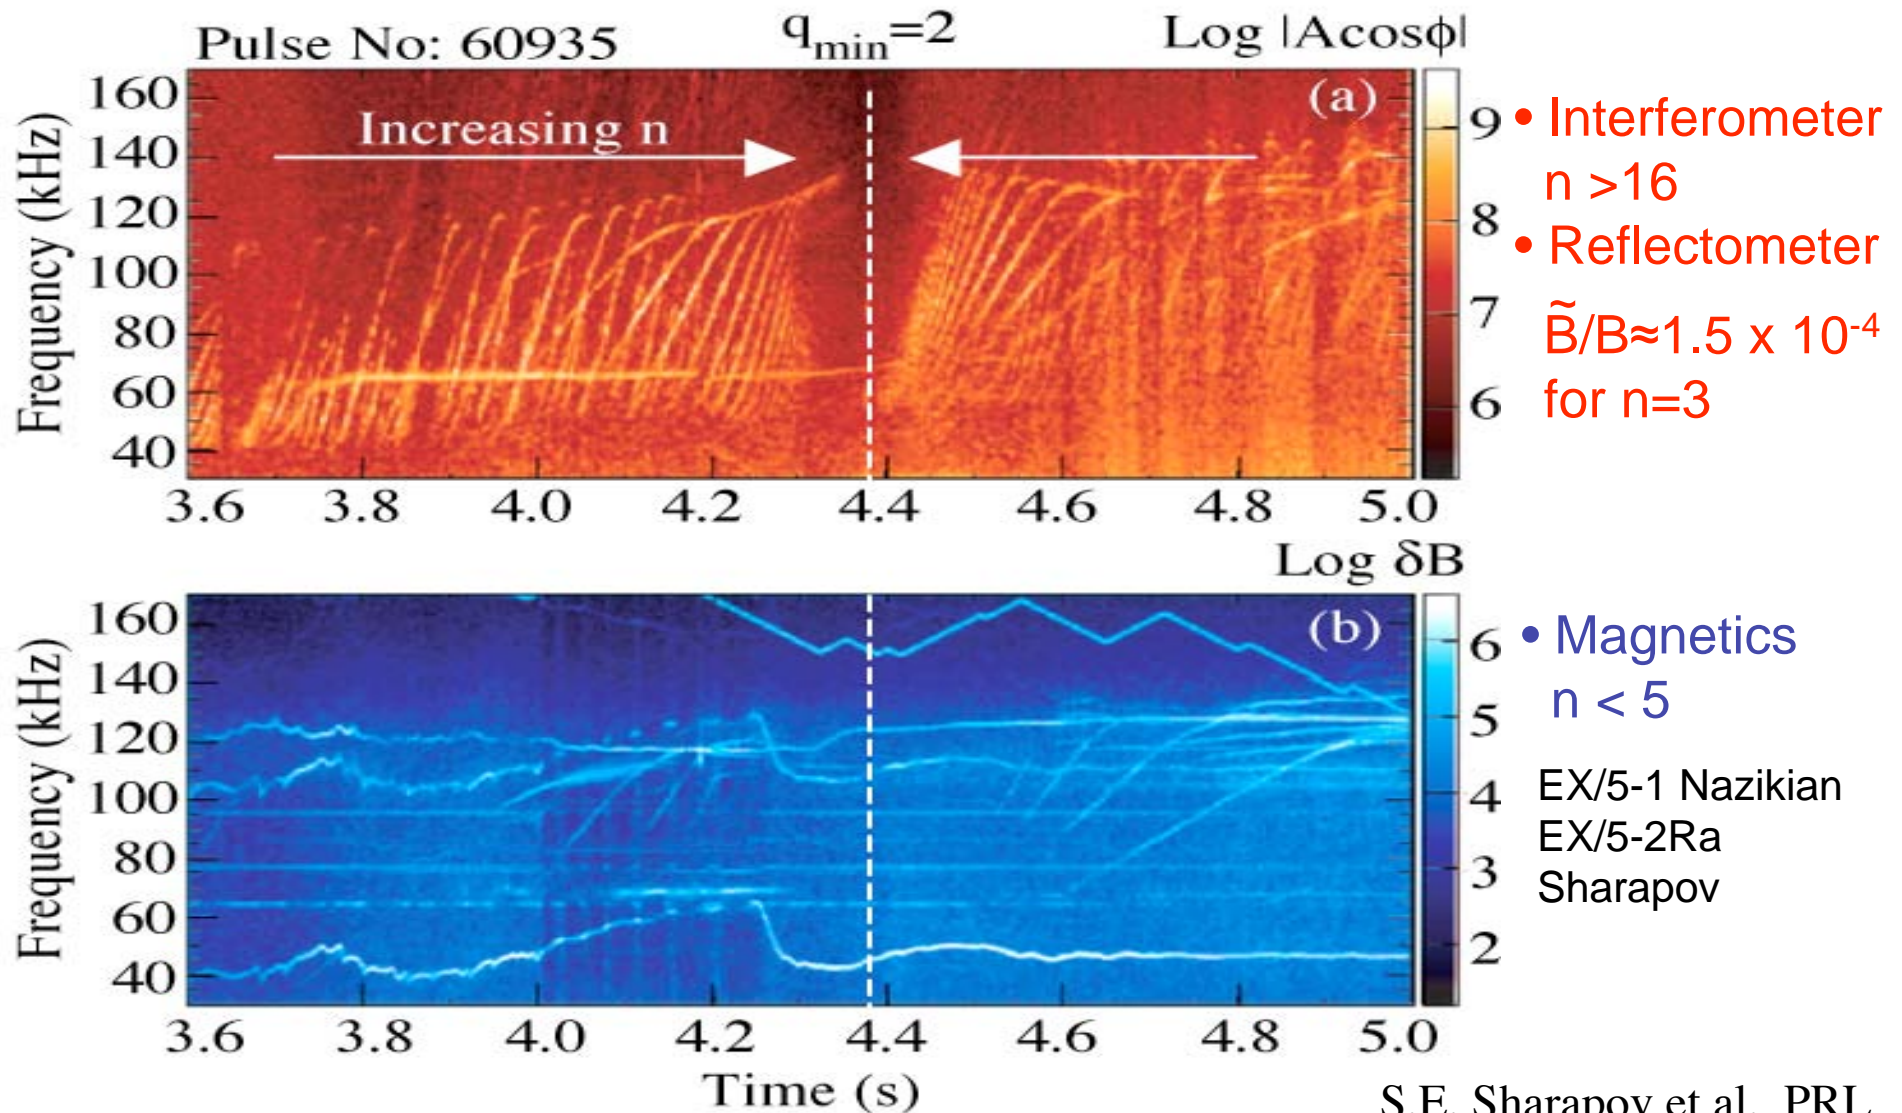 Pulse No: 60935
q_min=2
Log |Acosϕ|
Frequency (kHz)
160
140
120
100
80
60
40
Increasing n
(a)
9
8
7
6
3.6 3.8 4.0 4.2 4.4 4.6 4.8 5.0
• Interferometer
n >16
• Reflectometer
B̃/B≈1.5 x 10⁻⁴
for n=3
Log δB
Frequency (kHz)
160
140
120
100
80
60
40
(b)
6
5
4
3
2
3.6 3.8 4.0 4.2 4.4 4.6 4.8 5.0
Time (s)
• Magnetics
n < 5
EX/5-1 Nazikian
EX/5-2Ra
Sharapov
S.E. Sharapov et al., PRL